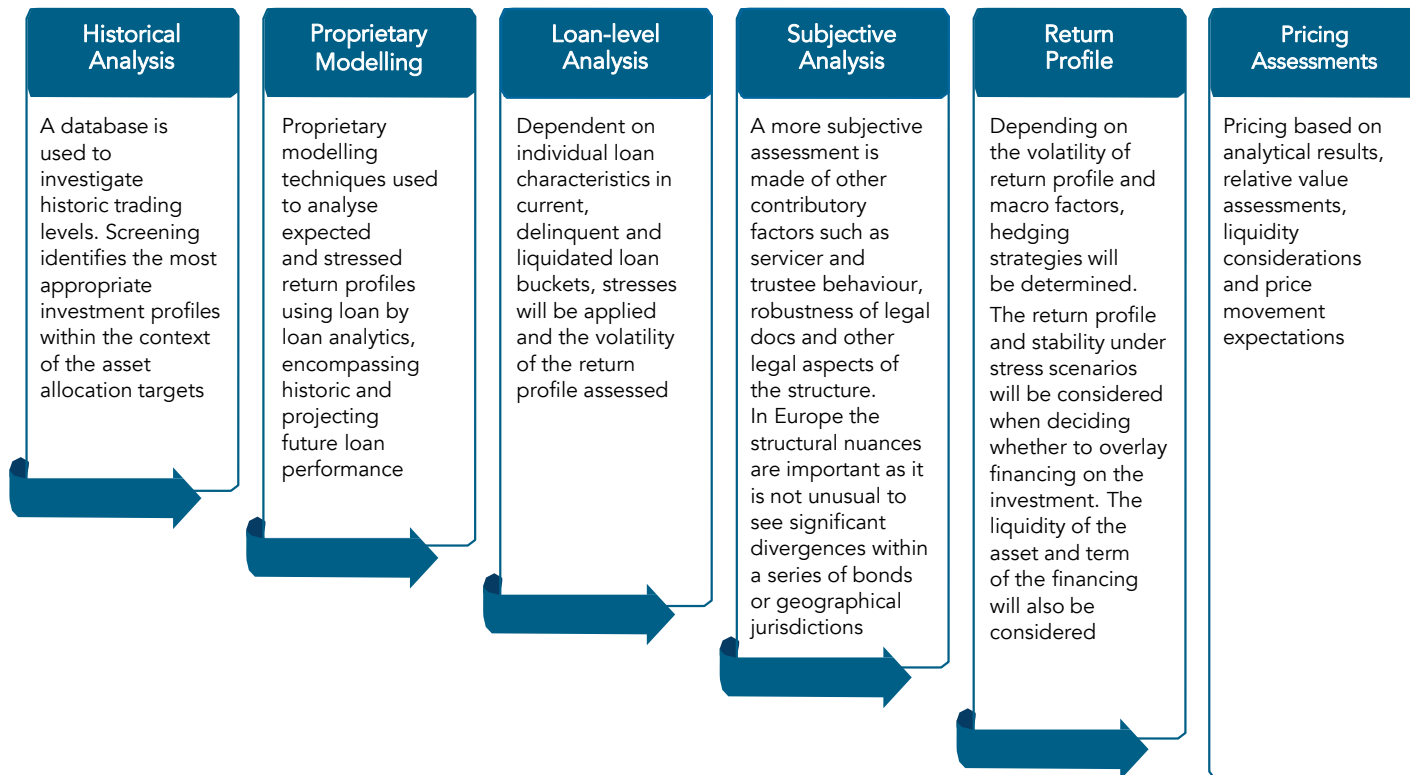 Historical
Analysis
A database is
used to
investigate
historic trading
levels. Screening
identifies the most
appropriate
investment profiles
within the context
of the asset
allocation targets
Proprietary
Modelling
Proprietary
modelling
techniques used
to analyse
expected
and stressed
return profiles
using loan by
loan analytics,
encompassing
historic and
projecting
future loan
performance
Loan-level
Analysis
Dependent on
individual loan
characteristics in
current,
delinquent and
liquidated loan
buckets, stresses
will be applied
and the volatility
of the return
profile assessed
Subjective
Analysis
A more subjective
assessment is
made of other
contributory
factors such as
servicer and
trustee behaviour,
robustness of legal
docs and other
legal aspects of
the structure.
In Europe the
structural nuances
are important as it
is not unusual to
see significant
divergences within
a series of bonds
or geographical
jurisdictions
Return
Profile
Depending on
the volatility of
return profile and
macro factors,
hedging
strategies will
be determined.
The return profile
and stability under
stress scenarios
will be considered
when deciding
whether to overlay
financing on the
investment. The
liquidity of the
asset and term
of the financing
will also be
considered
Pricing
Assessments
Pricing based on
analytical results,
relative value
assessments,
liquidity
considerations
and price
movement
expectations